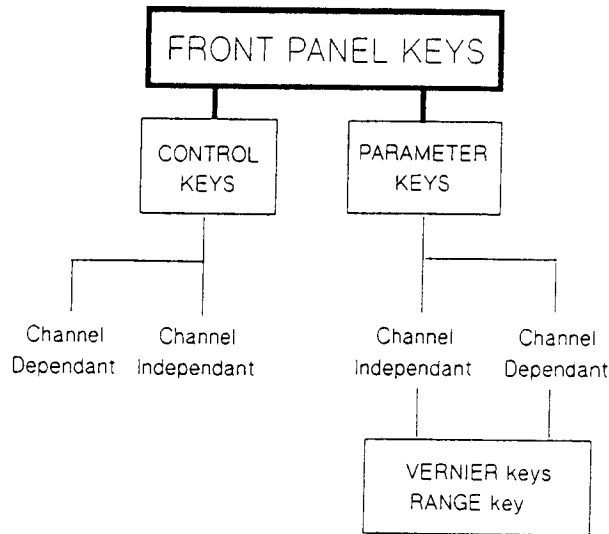 FRONT PANEL KEYS
CONTROL
KEYS
PARAMETER
KEYS
Channel
Dependant
Channel
Independant
Channel
Independant
Channel
Dependant
VERNIER keys
RANGE key